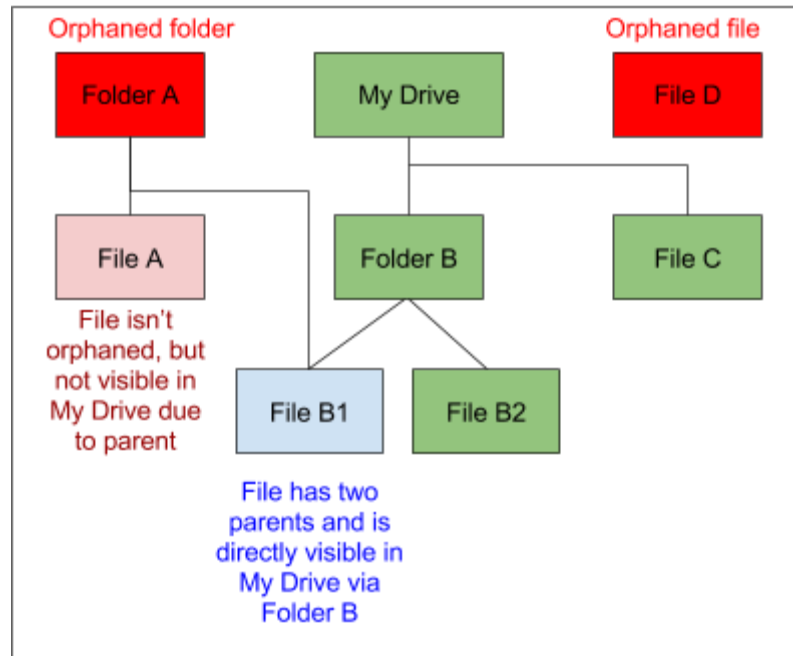 Orphaned folder
Orphaned file
Folder A
My Drive
File D
File A
Folder B
File C
File isn't
orphaned, but
not visible in
My Drive due
to parent
File B1
File B2
File has two
parents and is
directly visible in
My Drive via
Folder B